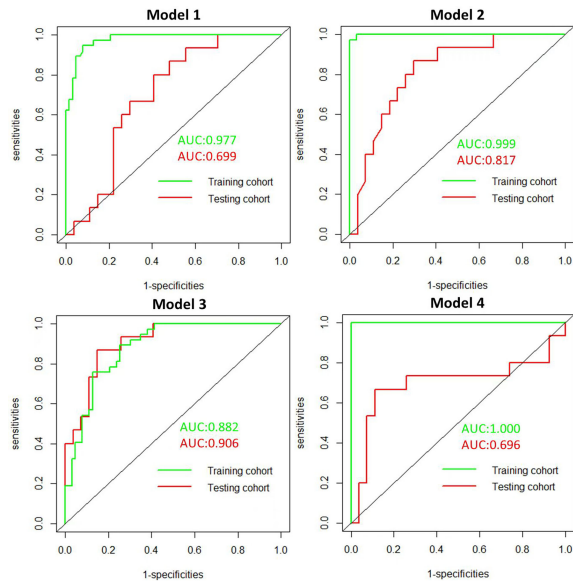 Model 1
sensitivities
1.0
0.8
0.6
0.4
0.2
0.0
AUC:0.977
AUC:0.699
Training cohort
Testing cohort
0.0 0.2 0.4 0.6 0.8 1.0
1-specificities
Model 2
sensitivities
1.0
0.8
0.6
0.4
0.2
0.0
AUC:0.999
AUC:0.817
Training cohort
Testing cohort
0.0 0.2 0.4 0.6 0.8 1.0
1-specificities
Model 3
sensitivities
1.0
0.8
0.6
0.4
0.2
0.0
AUC:0.882
AUC:0.906
Training cohort
Testing cohort
0.0 0.2 0.4 0.6 0.8 1.0
1-specificities
Model 4
sensitivities
1.0
0.8
0.6
0.4
0.2
0.0
AUC:1.000
AUC:0.696
Training cohort
Testing cohort
0.0 0.2 0.4 0.6 0.8 1.0
1-specificities